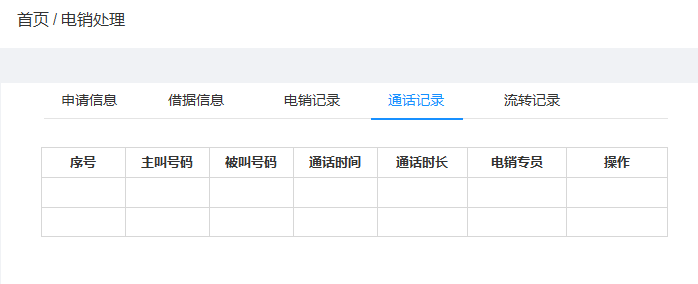 首页 / 电销处理
申请信息 借据信息 电销记录 通话记录 流转记录
序号 主叫号码 被叫号码 通话时间 通话时长 电销专员 操作